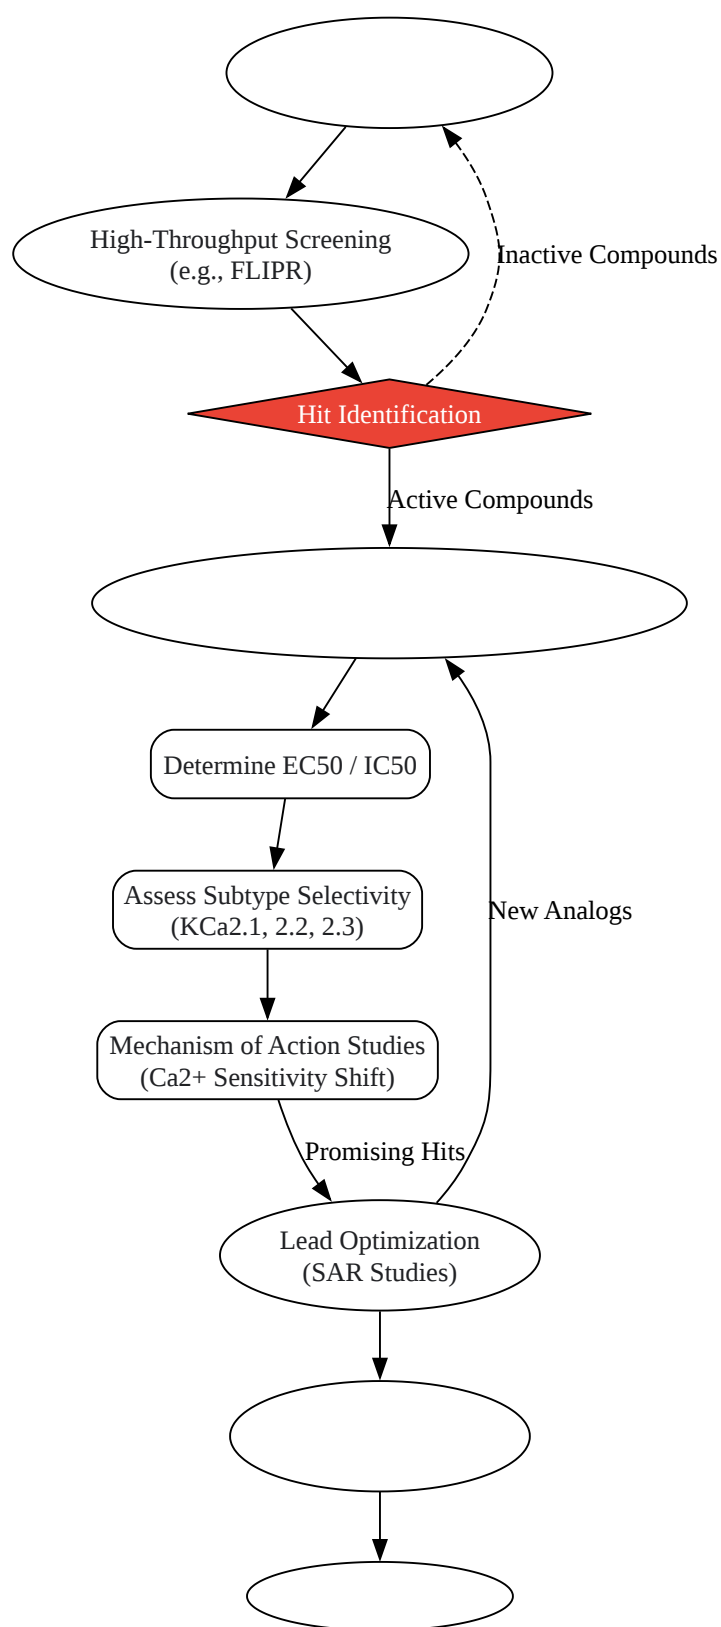 High-Throughput Screening
(e.g., FLIPR)
Inactive Compounds
Hit Identification
Active Compounds
Determine EC50 / IC50
Assess Subtype Selectivity
(KCa2.1, 2.2, 2.3)
New Analogs
Mechanism of Action Studies
(Ca2+ Sensitivity Shift)
Promising Hits
Lead Optimization
(SAR Studies)